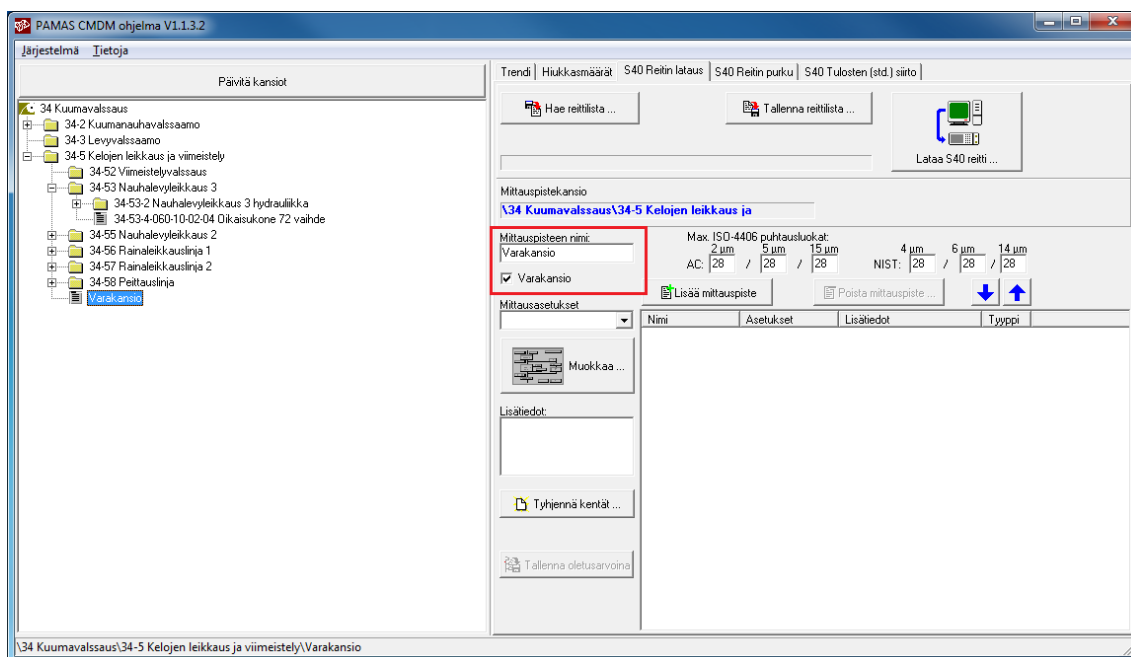 PAMAS CMDM ohjelma V1.1.3.2
Järjestelmä Tietoja
Päivitä kansiot
34 Kuumavalssaus
34-2 Kuumanauhavalssaamo
34-3 Levyvalssaamo
34-5 Kelojen leikkaus ja viimeistely
34-52 Viimeistelyvalssaus
34-53 Nauhalevyleikkaus 3
34-53-2 Nauhalevyleikkaus 3 hydrauliikka
34-53-4-060-10-02-04 Oikaisukone 72 vaihde
34-55 Nauhalevyleikkaus 2
34-56 Rainaleikkauslinja 1
34-57 Rainaleikkauslinja 2
34-58 Peittauslinja
Varakansio
Trendi Hiukkasmäärät S40 Reitin lataus S40 Reitin purku S40 Tulosten (std.) siirto
Hae reittilista ... Tallenna reittilista ...
Lataa S40 reitti ...
Mittauspistekansio
\34 Kuumavalssaus\34-5 Kelojen leikkaus ja
Mittauspisteen nimi:
Varakansio
Varakansio
Max. ISO-4406 puhtausluokat:
2 µm 5 µm 15 µm 4 µm 6 µm 14 µm
AC: 28 / 28 / 28 NIST: 28 / 28 / 28
Lisää mittauspiste Poista mittauspiste ...
Mittausasetukset
Nimi Asetukset Lisätiedot Tyyppi
Muokkaa ...
Lisätiedot:
Tyhjennä kentät ...
Tallenna oletusarvoina
\34 Kuumavalssaus\34-5 Kelojen leikkaus ja viimeistely\Varakansio